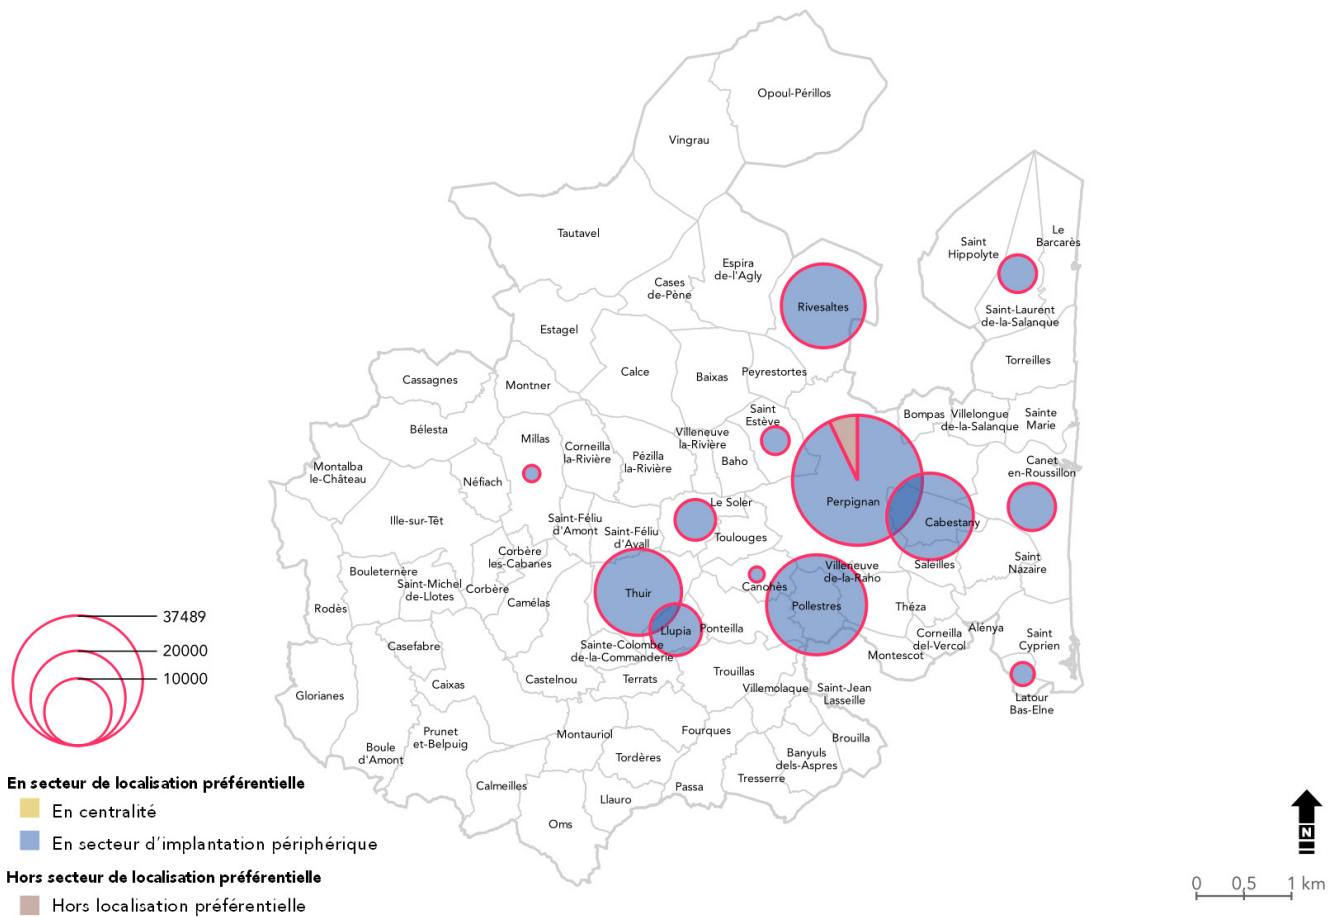 Opoul-Périllos
Vingrau
Tautavel
Le
Barcarès
Saint
Hippolyte
Espira
de-l'Agly
Cases
de-Pène
Rivesaltes
Saint-Laurent
de-la-Salanque
Estagel
Torreilles
Cassagnes
Montner
Calce
Baixas
Peyrestortes
Saint
Estève
Bompas
Villelongue
de-la-Salanque
Sainte
Marie
Bélesta
Millas
Corneilla
la-Rivière
Villeneuve
la-Rivière
Pézilla
la-Rivière
Baho
Montalba
le-Château
Canet
en-Roussillon
Néfiach
Perpignan
Le Soler
Ille-sur-Têt
Saint-Féliu
d'Amont
Saint-Féliu
d'Avall
Toulouges
Cabestany
Corbère
les-Cabanes
Bouleternère
Saint-Michel
de-Llotes
Corbère
Camélas
Canohès
Villeneuve
de-la-Raho
Saleilles
Saint
Nazaire
Rodès
Thuir
Pollestres
Théza
37489
20000
10000
Llupia
Ponteilla
Casefabre
Sainte-Colombe
de-la-Commanderie
Corneilla
del-Vercol
Alénya
Saint
Cyprien
Montescot
Glorianes
Caixas
Castelnou
Terrats
Trouillas
Villemolaque
Saint-Jean
Lasseille
Latour
Bas-Elne
Prunet
et-Belpuig
Montauriol
Fourques
Brouilla
Boule
d'Amont
Tordères
Banyuls
dels-Aspres
Calmeilles
Passa
Tresserre
Llauro
Oms
En secteur de localisation préférentielle
En centralité
En secteur d'implantation périphérique
Hors secteur de localisation préférentielle
Hors localisation préférentielle
N
0 0,5 1 km